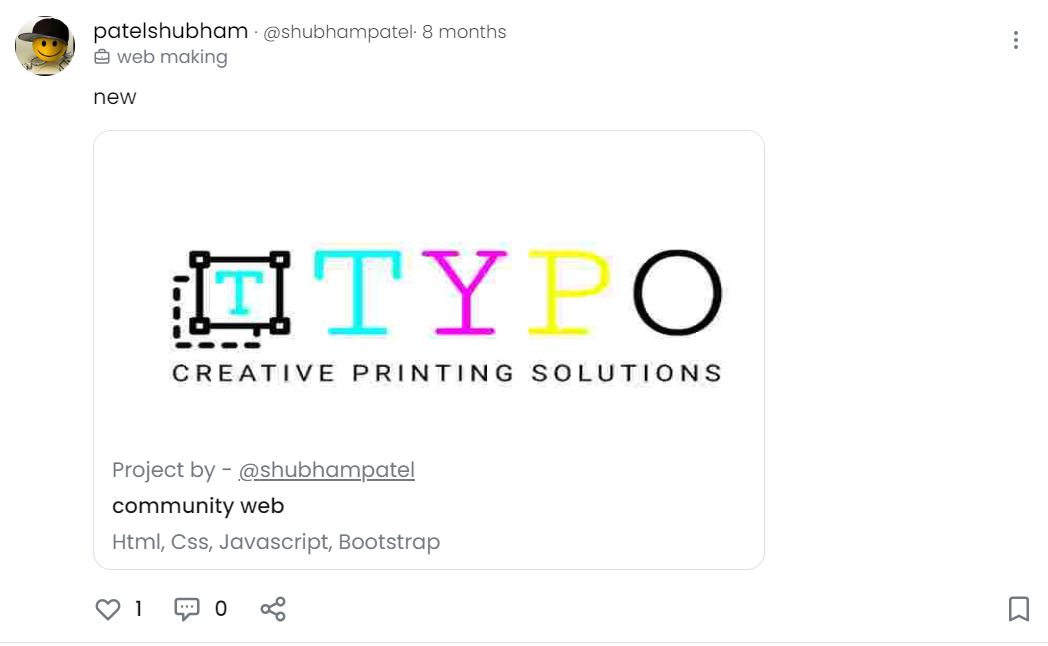 patelshubham · @shubhampatel· 8 months
web making
new
T TYPO
CREATIVE PRINTING SOLUTIONS
Project by - @shubhampatel
community web
Html, Css, Javascript, Bootstrap
1 0